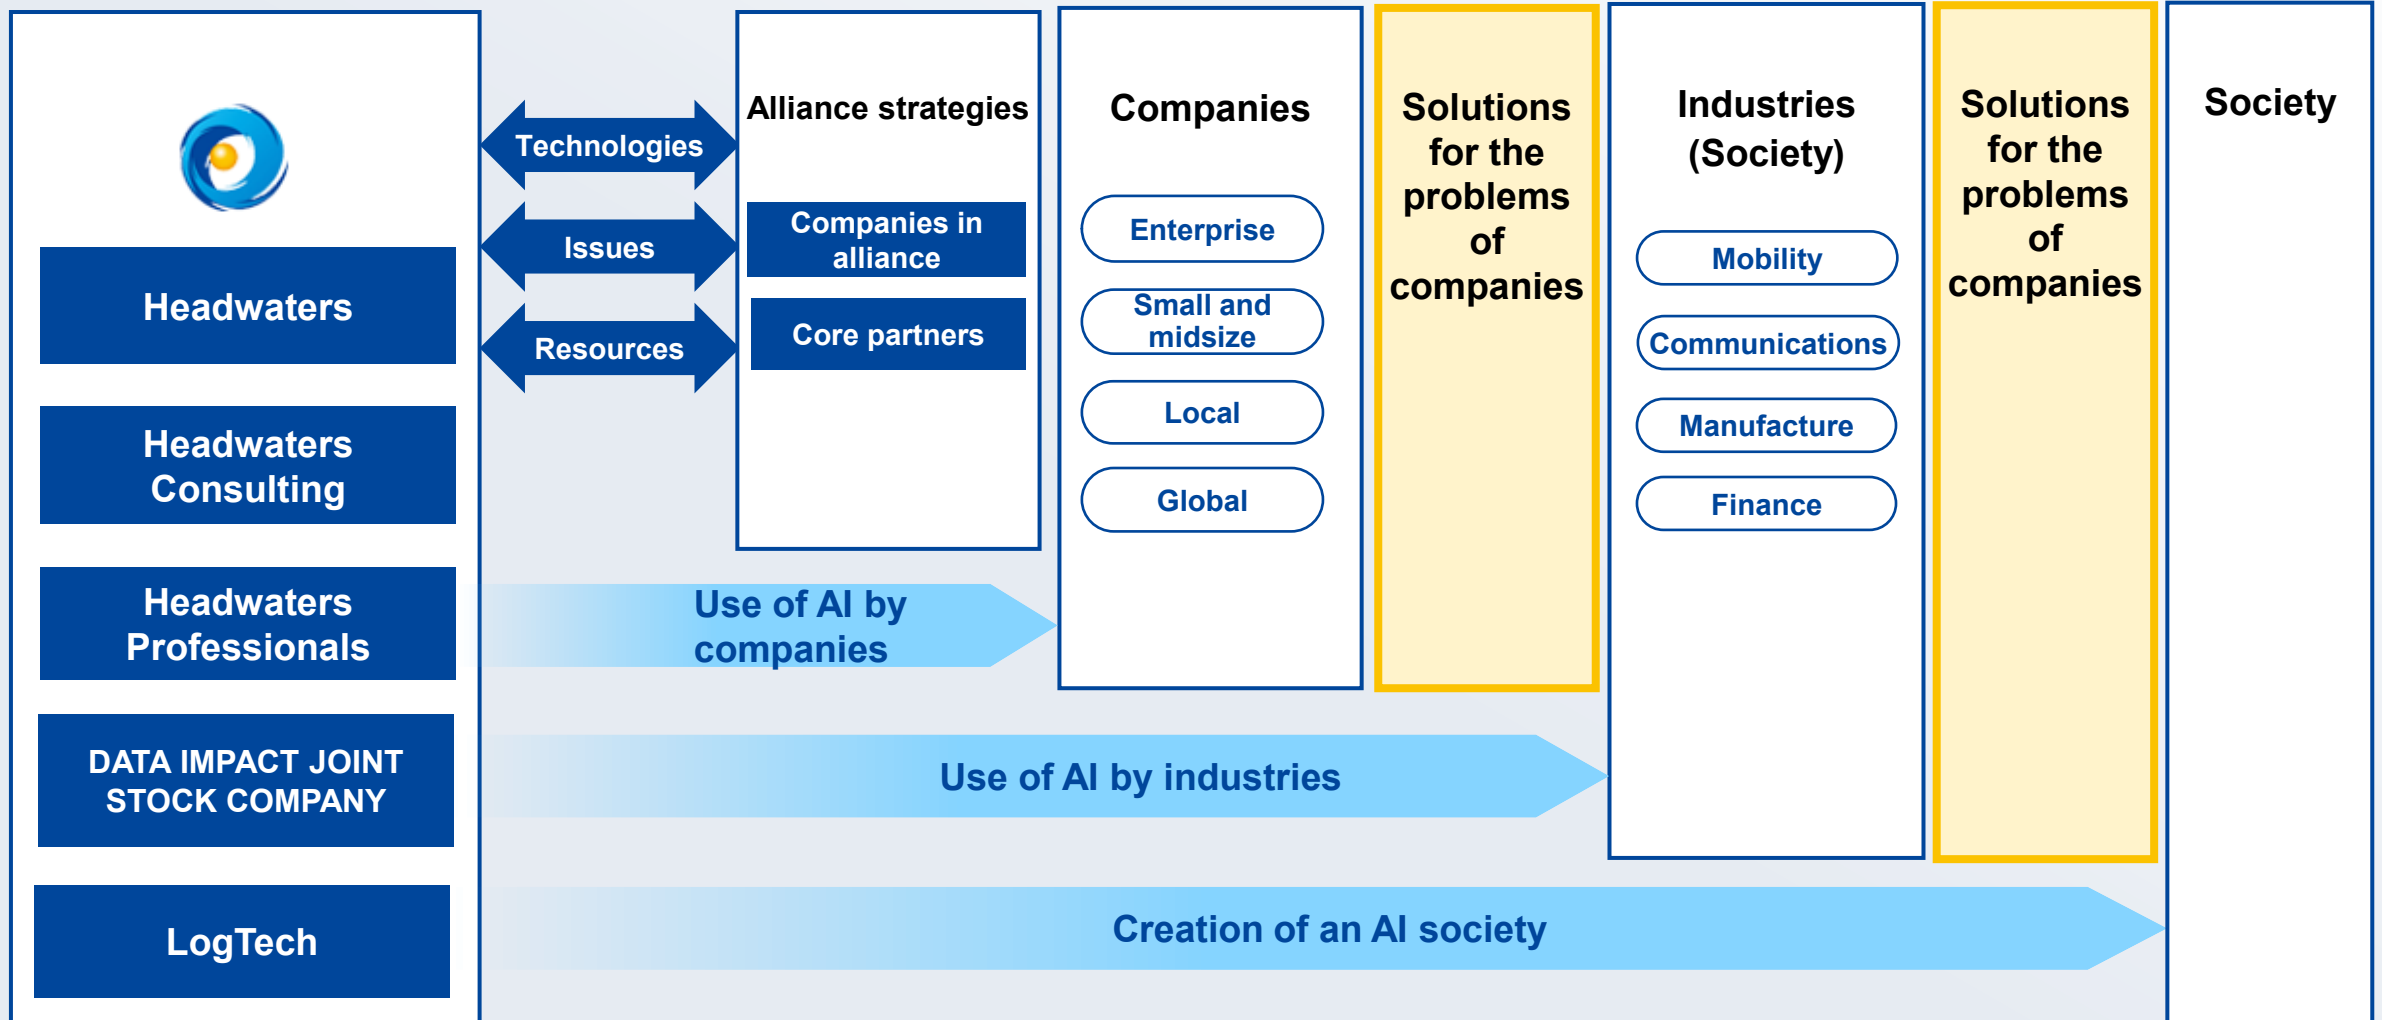 Headwaters
Headwaters
Consulting
Headwaters
Professionals
DATA IMPACT JOINT
STOCK COMPANY
LogTech
Technologies
Issues
Resources
Alliance strategies
Companies in
alliance
Core partners
Companies
Enterprise
Small and
midsize
Local
Global
Solutions
for the
problems
of
companies
Industries
(Society)
Mobility
Communications
Manufacture
Finance
Solutions
for the
problems
of
companies
Society
Use of AI by
companies
Use of AI by industries
Creation of an AI society